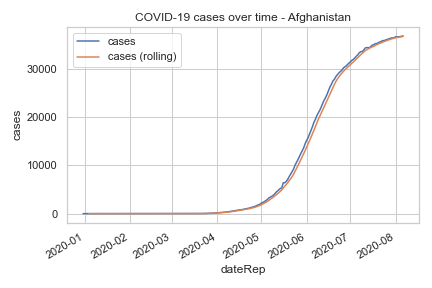 COVID-19 cases over time - Afghanistan
cases
cases (rolling)
30000
20000
10000
0
cases
2020-01
2020-02
2020-03
2020-04
2020-05
2020-06
2020-07
2020-08
dateRep